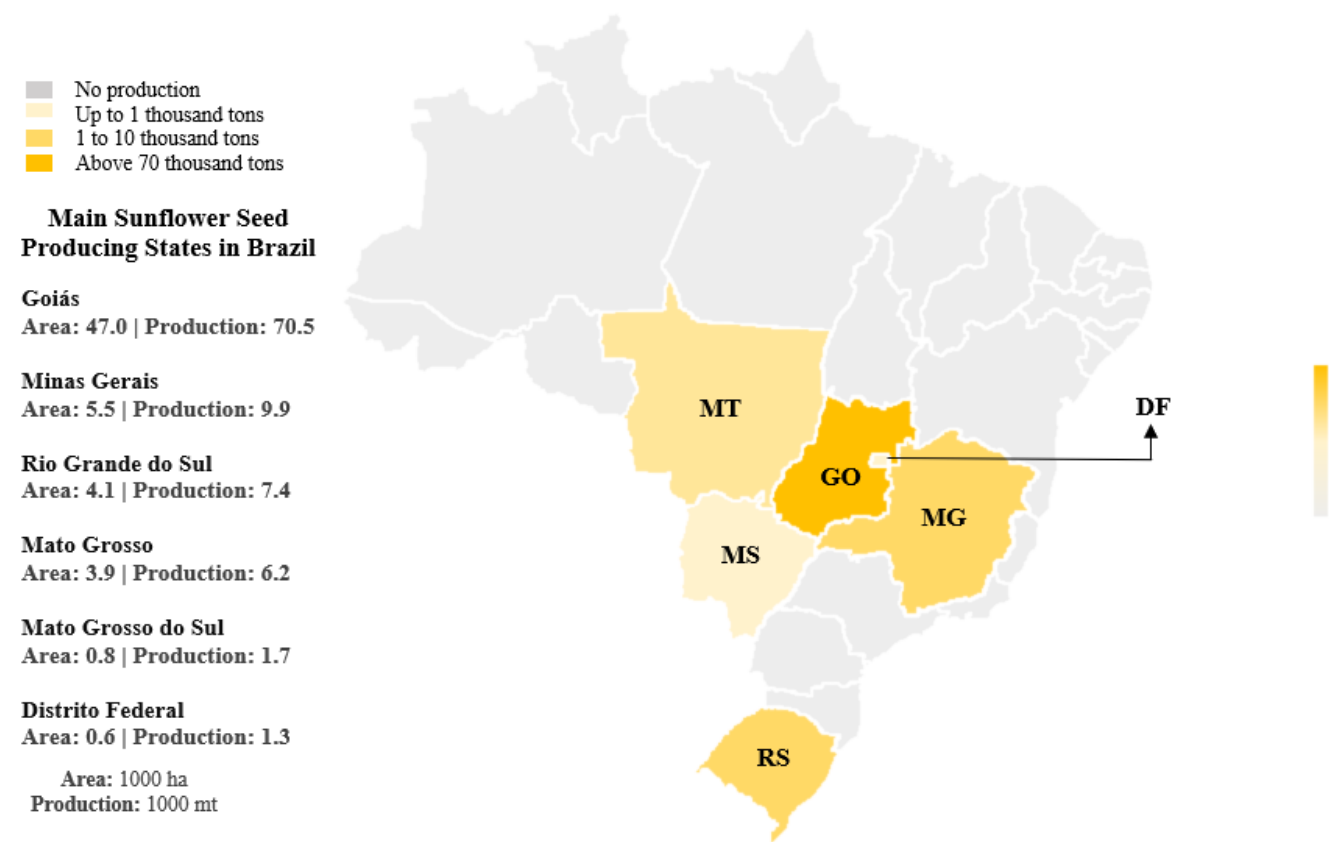 No production
Up to 1 thousand tons
1 to 10 thousand tons
Above 70 thousand tons
Main Sunflower Seed
Producing States in Brazil
Goiás
Area: 47.0 | Production: 70.5
Minas Gerais
Area: 5.5 | Production: 9.9
Rio Grande do Sul
Area: 4.1 | Production: 7.4
Mato Grosso
Area: 3.9 | Production: 6.2
Mato Grosso do Sul
Area: 0.8 | Production: 1.7
Distrito Federal
Area: 0.6 | Production: 1.3
Area: 1000 ha
Production: 1000 mt
MT
DF
GO
MG
MS
RS